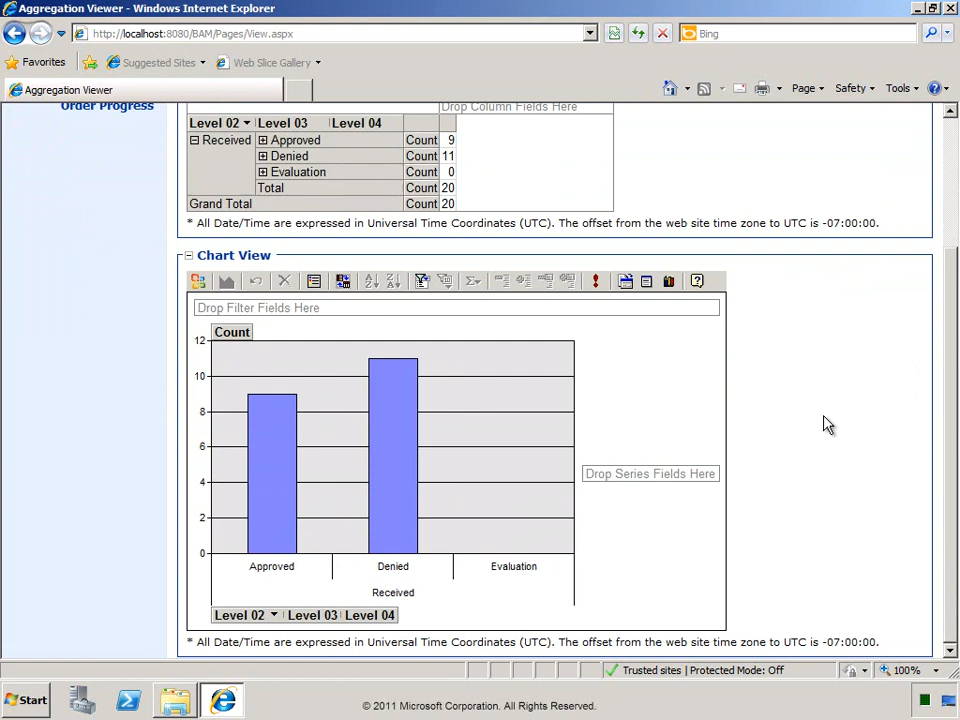 Aggregation Viewer - Windows Internet Explorer
http://localhost:8080/BAM/Pages/View.aspx
Bing
Favorites Suggested Sites Web Slice Gallery
Aggregation Viewer
Page Safety Tools
Order Progress
Drop Column Fields Here
Level 02 Level 03 Level 04
Received Approved Count 9
Denied Count 11
Evaluation Count 0
Total Count 20
Grand Total Count 20
* All Date/Time are expressed in Universal Time Coordinates (UTC). The offset from the web site time zone to UTC is -07:00:00.
Chart View
Drop Filter Fields Here
Count
12
10
8
6
4
2
0
Drop Series Fields Here
Approved Denied Evaluation
Received
Level 02 Level 03 Level 04
* All Date/Time are expressed in Universal Time Coordinates (UTC). The offset from the web site time zone to UTC is -07:00:00.
Trusted sites | Protected Mode: Off 100%
Start
© 2011 Microsoft Corporation. All Rights Reserved.